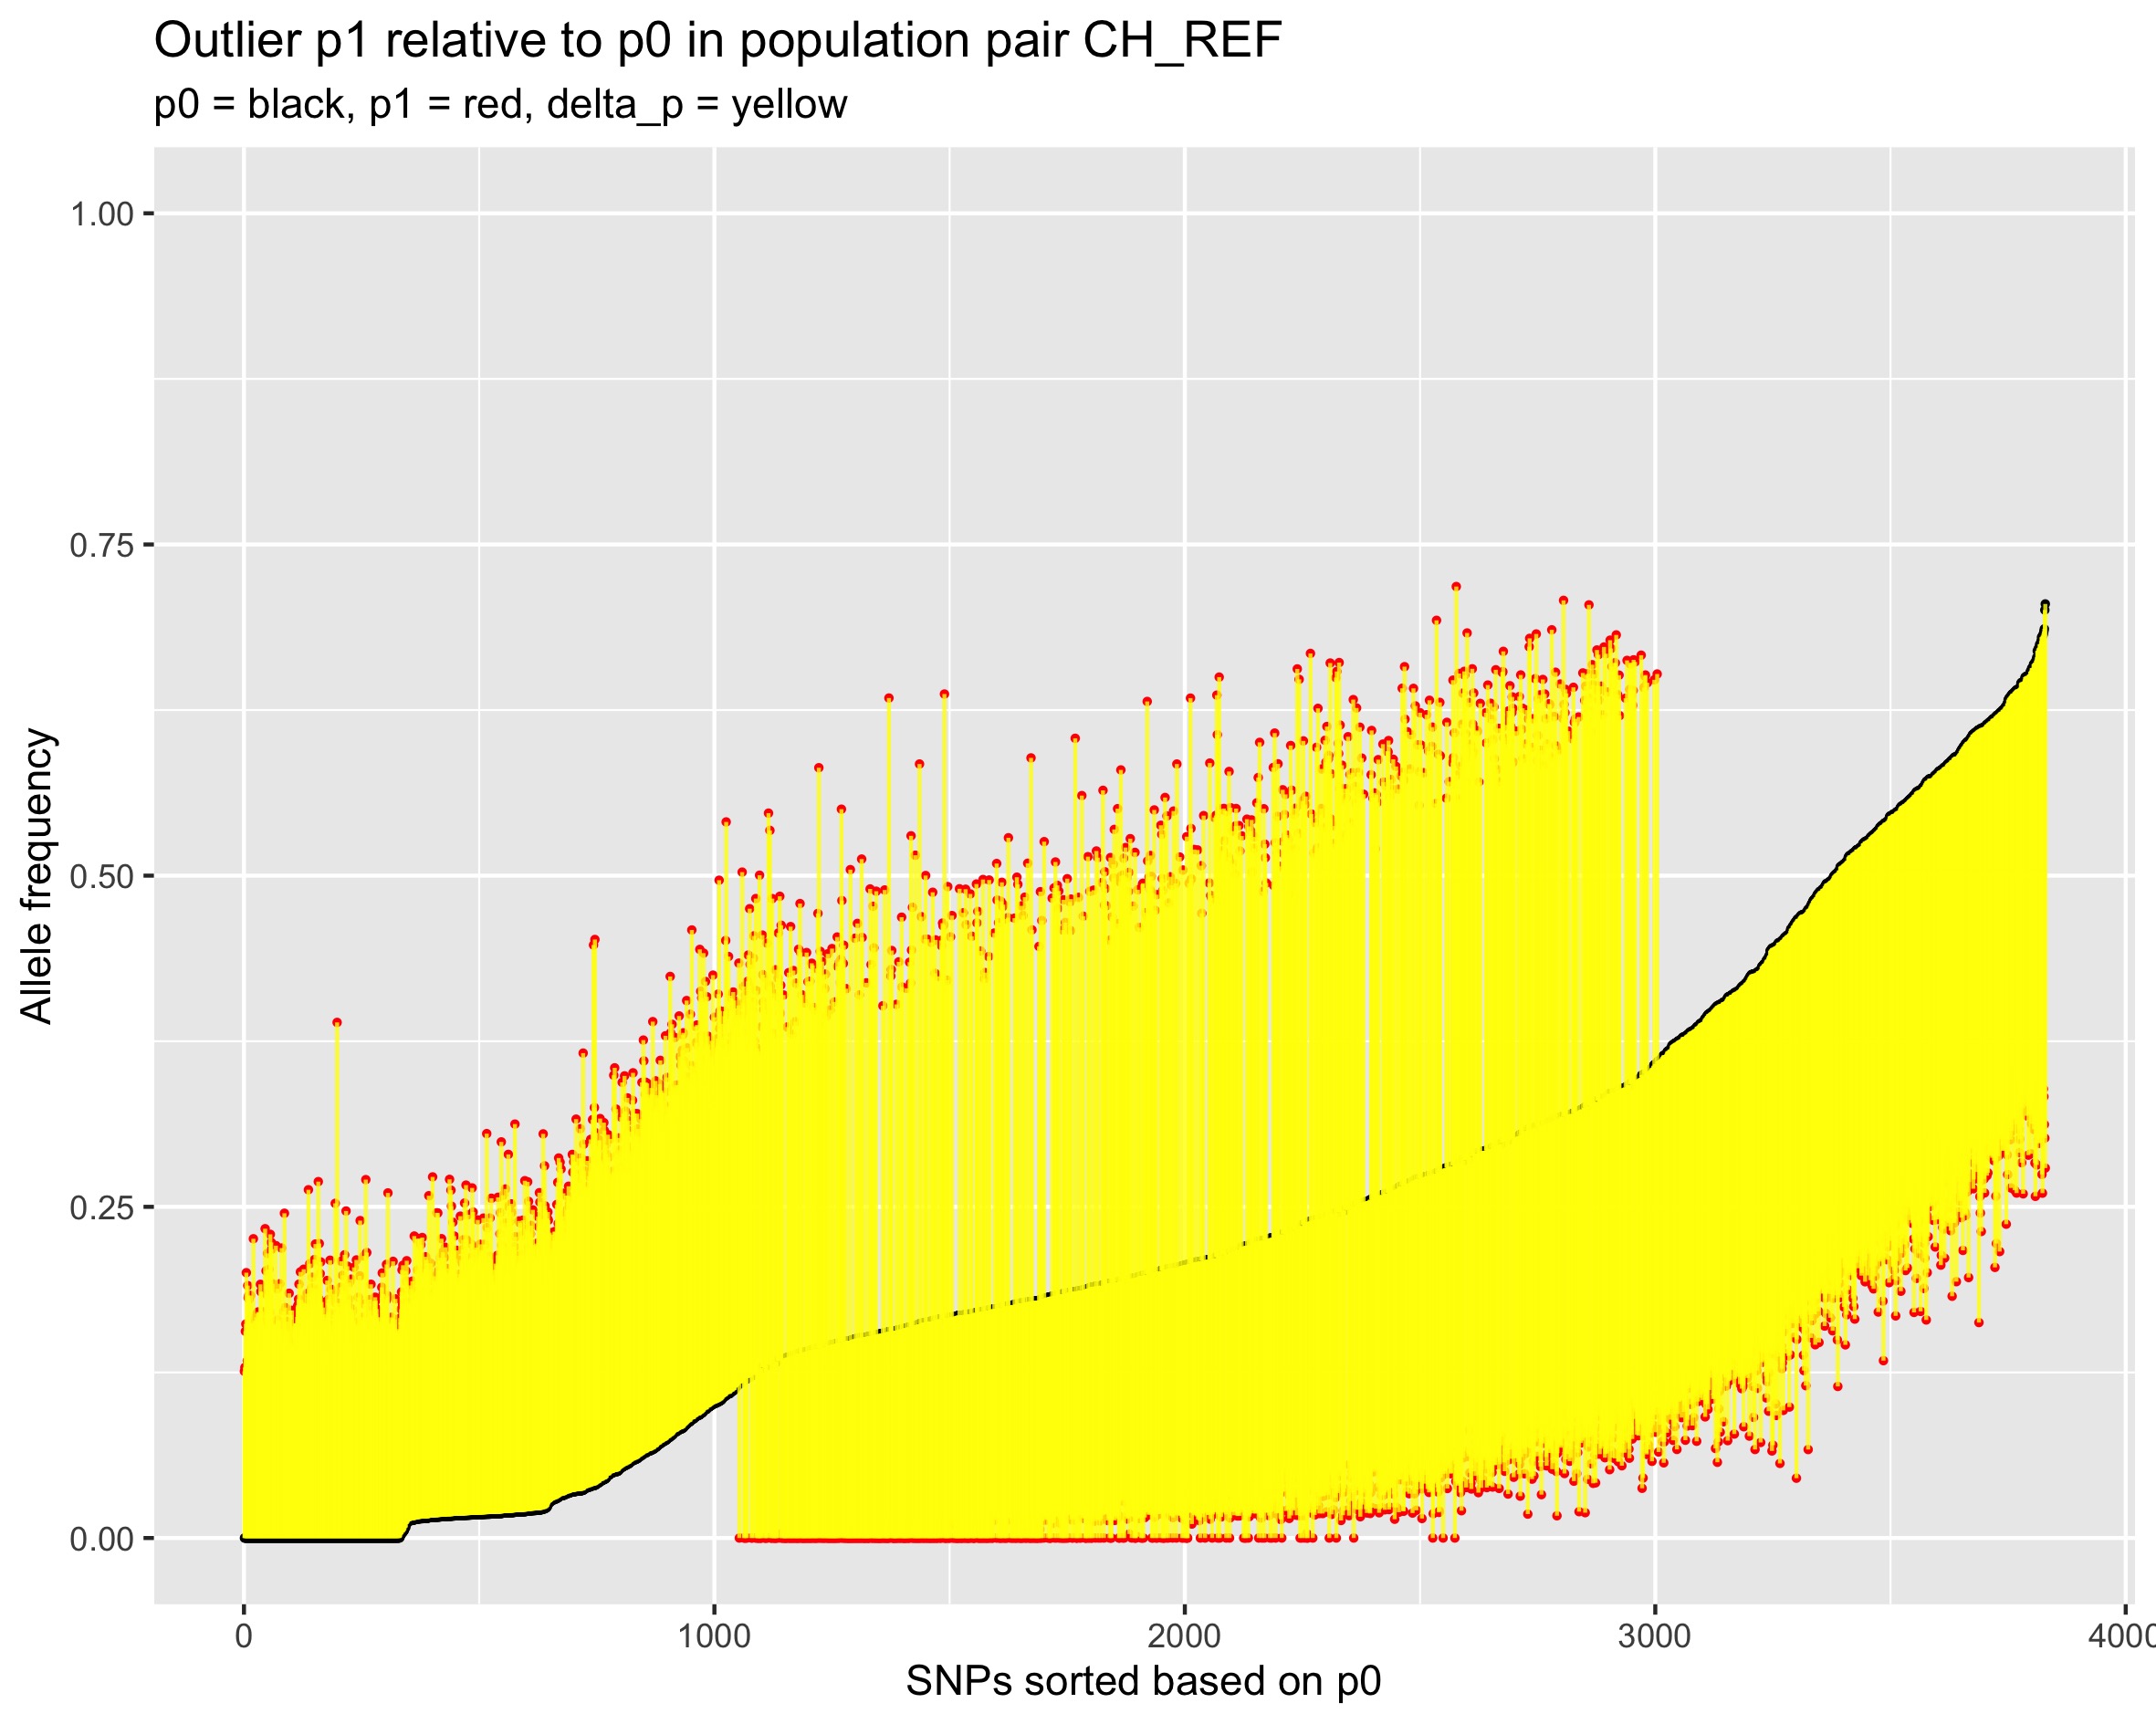 Outlier p1 relative to p0 in population pair CH_REF
p0 = black, p1 = red, delta_p = yellow
1.00
0.75
0.50
0.25
0.00
Allele frequency
0 1000 2000 3000 4000
SNPs sorted based on p0